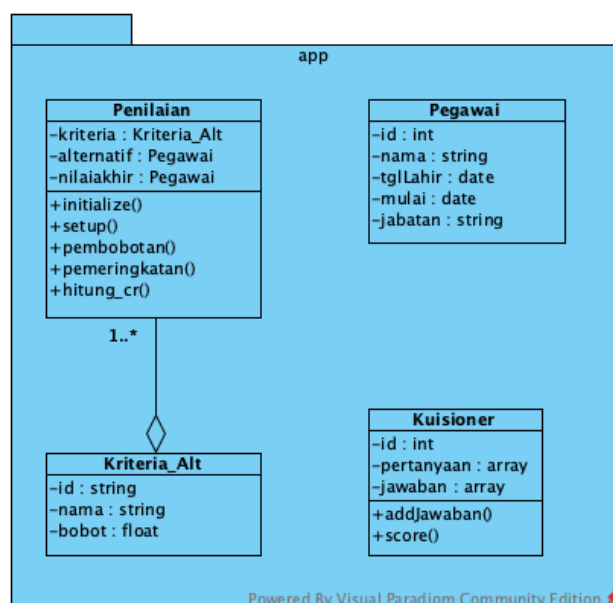 app
Penilaian
-kriteria : Kriteria_Alt
-alternatif : Pegawai
-nilaiakhir : Pegawai
+initialize()
+setup()
+pembobotan()
+pemeringkatan()
+hitung_cr()
1..*
Kriteria_Alt
-id : string
-nama : string
-bobot : float
Pegawai
-id : int
-nama : string
-tglLahir : date
-mulai : date
-jabatan : string
Kuisioner
-id : int
-pertanyaan : array
-jawaban : array
+addJawaban()
+score()
Powered By Visual Paradigm Community Edition